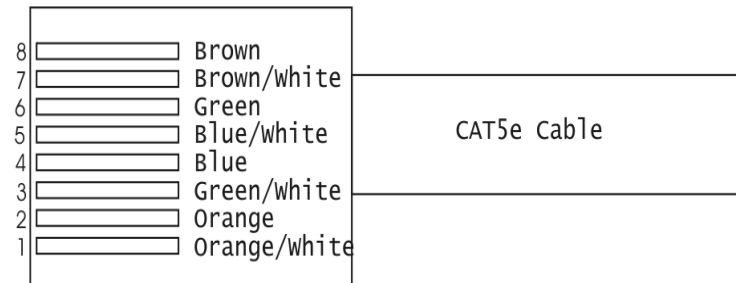 8 Brown
7 Brown/White
6 Green
5 Blue/White
4 Blue
3 Green/White
2 Orange
1 Orange/White
CAT5e Cable